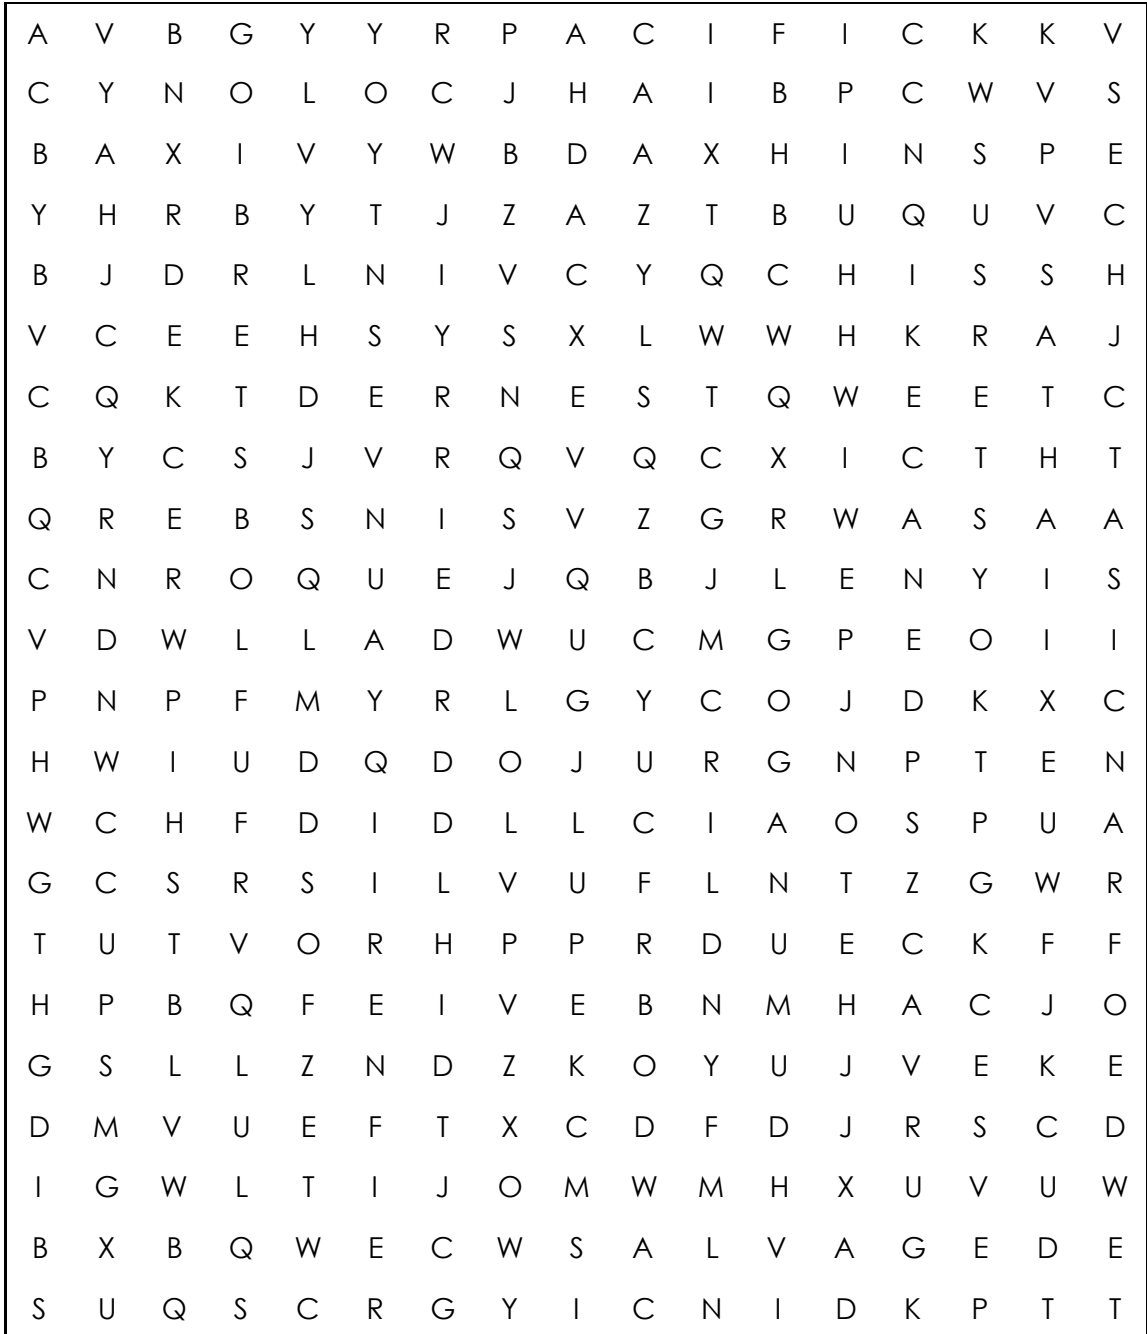 A V B G Y Y R P A C I F I C K K V
C Y N O L O C J H A I B P C W V S
B A X I V Y W B D A X H I N S P E
Y H R B Y T J Z A Z T B U Q U V C
B J D R L N I V C Y Q C H I S S H
V C E E H S Y S X L W W H K R A J
C Q K T D E R N E S T Q W E E T C
B Y C S J V R Q V Q C X I C T H T
Q R E B S N I S V Z G R W A S A A
C N R O Q U E J Q B J L E N Y I S
V D W L L A D W U C M G P E O I I
P N P F M Y R L G Y C O J D K X C
H W I U D Q D O J U R G N P T E N
W C H F D I D L L C I A O S P U A
G C S R S I L V U F L N T Z G W R
T U T V O R H P P R D U E C K F F
H P B Q F E I V E B N M H A C J O
G S L L Z N D Z K O Y U J V E K E
D M V U E F T X C D F D J R S C D
I G W L T I J O M W M H X U V U W
B X B Q W E C W S A L V A G E D E
S U Q S C R G Y I C N I D K P T T